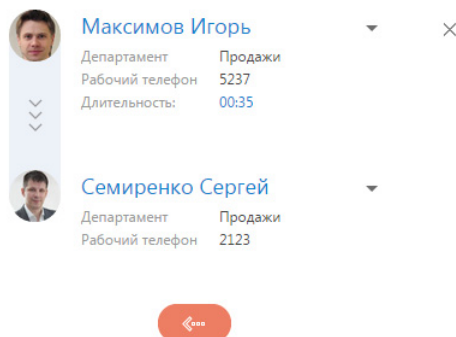 Максимов Игорь
Департамент Продажи
Рабочий телефон 5237
Длительность: 00:35
Семиренко Сергей
Департамент Продажи
Рабочий телефон 2123